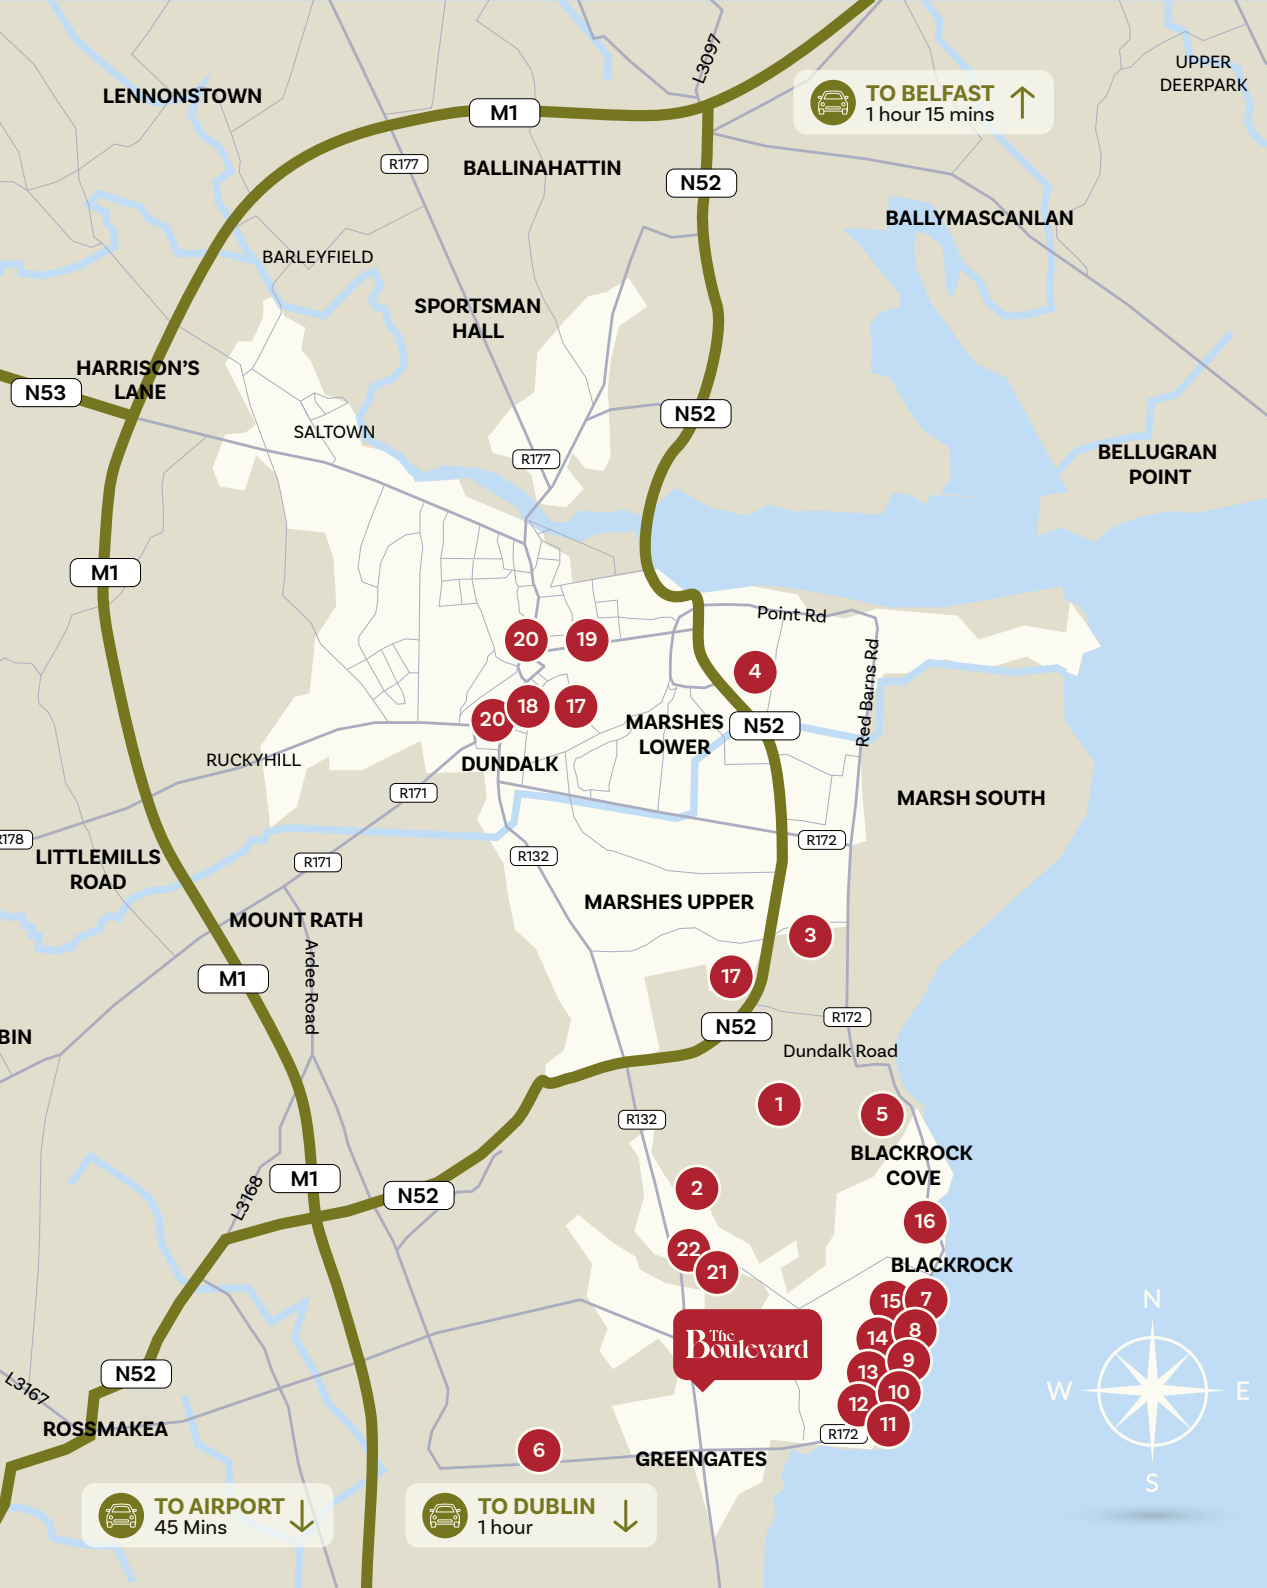 L3097
UPPER
DEERPARK
LENNONSTOWN
TO BELFAST
1 hour 15 mins
M1
R177
BALLINAHATTIN
N52
BALLYMASCANLAN
BARLEYFIELD
SPORTSMAN
HALL
HARRISON'S
LANE
N53
N52
SALTOWN
R177
BELLUGRAN
POINT
M1
Point Rd
20
19
4
Red Barns Rd
20
18
17
MARSHES
LOWER
N52
RUCKYHILL
DUNDALK
R171
MARSH SOUTH
R178
R172
LITTLEMILLS
ROAD
R171
R132
MOUNT RATH
MARSHES UPPER
Ardee Road
3
M1
17
R172
N52
BIN
Dundalk Road
1
5
R132
BLACKROCK
COVE
M1
2
N52
L3168
16
22
21
BLACKROCK
15
7
N
The
Boulevard
14
8
13
9
N52
10
W
E
L3167
12
11
ROSSMAKEA
R172
6
GREENGATES
S
TO AIRPORT
45 Mins
TO DUBLIN
1 hour